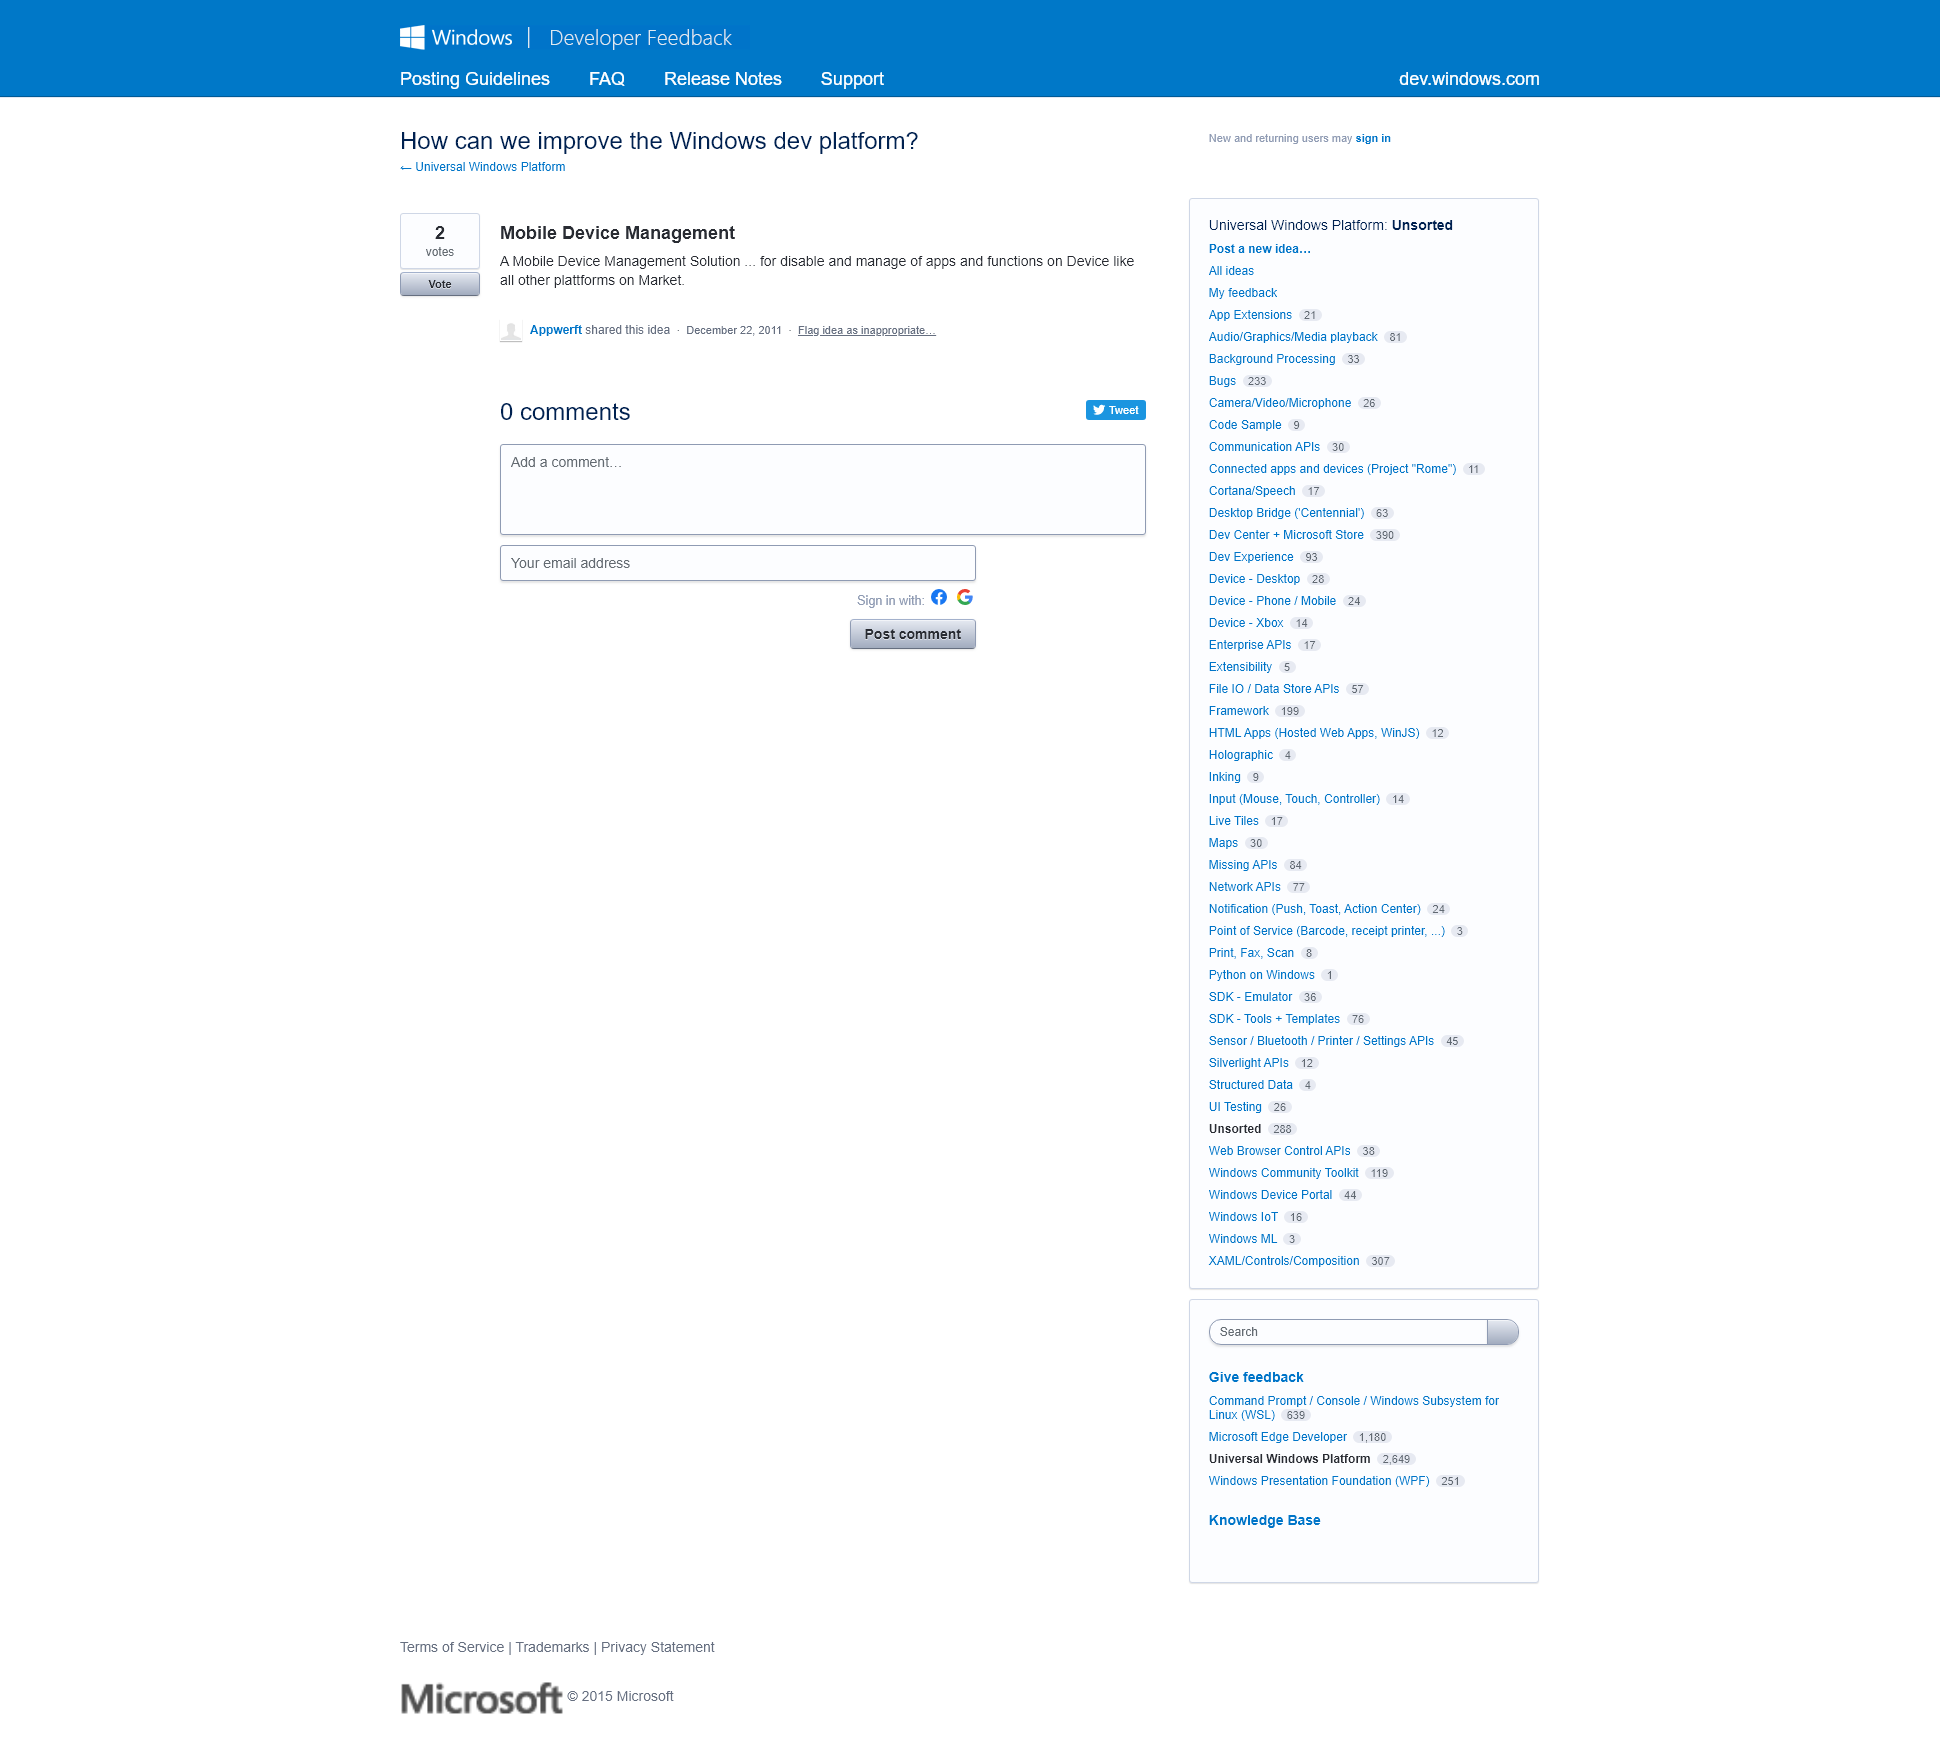 Windows | Developer Feedback
Posting Guidelines FAQ Release Notes Support dev.windows.com
How can we improve the Windows dev platform?
← Universal Windows Platform
New and returning users may sign in
2
votes
Vote
Mobile Device Management
A Mobile Device Management Solution ... for disable and manage of apps and functions on Device like
all other plattforms on Market.
Appwerft shared this idea · December 22, 2011 · Flag idea as inappropriate…
0 comments
Tweet
Add a comment…
Your email address
Sign in with:
Post comment
Universal Windows Platform: Unsorted
Post a new idea…
All ideas
My feedback
App Extensions 21
Audio/Graphics/Media playback 81
Background Processing 33
Bugs 233
Camera/Video/Microphone 26
Code Sample 9
Communication APIs 30
Connected apps and devices (Project "Rome") 11
Cortana/Speech 17
Desktop Bridge ('Centennial') 63
Dev Center + Microsoft Store 390
Dev Experience 93
Device - Desktop 28
Device - Phone / Mobile 24
Device - Xbox 14
Enterprise APIs 17
Extensibility 5
File IO / Data Store APIs 57
Framework 199
HTML Apps (Hosted Web Apps, WinJS) 12
Holographic 4
Inking 9
Input (Mouse, Touch, Controller) 14
Live Tiles 17
Maps 30
Missing APIs 84
Network APIs 77
Notification (Push, Toast, Action Center) 24
Point of Service (Barcode, receipt printer, ...) 3
Print, Fax, Scan 8
Python on Windows 1
SDK - Emulator 36
SDK - Tools + Templates 76
Sensor / Bluetooth / Printer / Settings APIs 45
Silverlight APIs 12
Structured Data 4
UI Testing 26
Unsorted 288
Web Browser Control APIs 38
Windows Community Toolkit 119
Windows Device Portal 44
Windows IoT 16
Windows ML 3
XAML/Controls/Composition 307
Search
Give feedback
Command Prompt / Console / Windows Subsystem for
Linux (WSL) 639
Microsoft Edge Developer 1,180
Universal Windows Platform 2,649
Windows Presentation Foundation (WPF) 251
Knowledge Base
Terms of Service | Trademarks | Privacy Statement
Microsoft © 2015 Microsoft